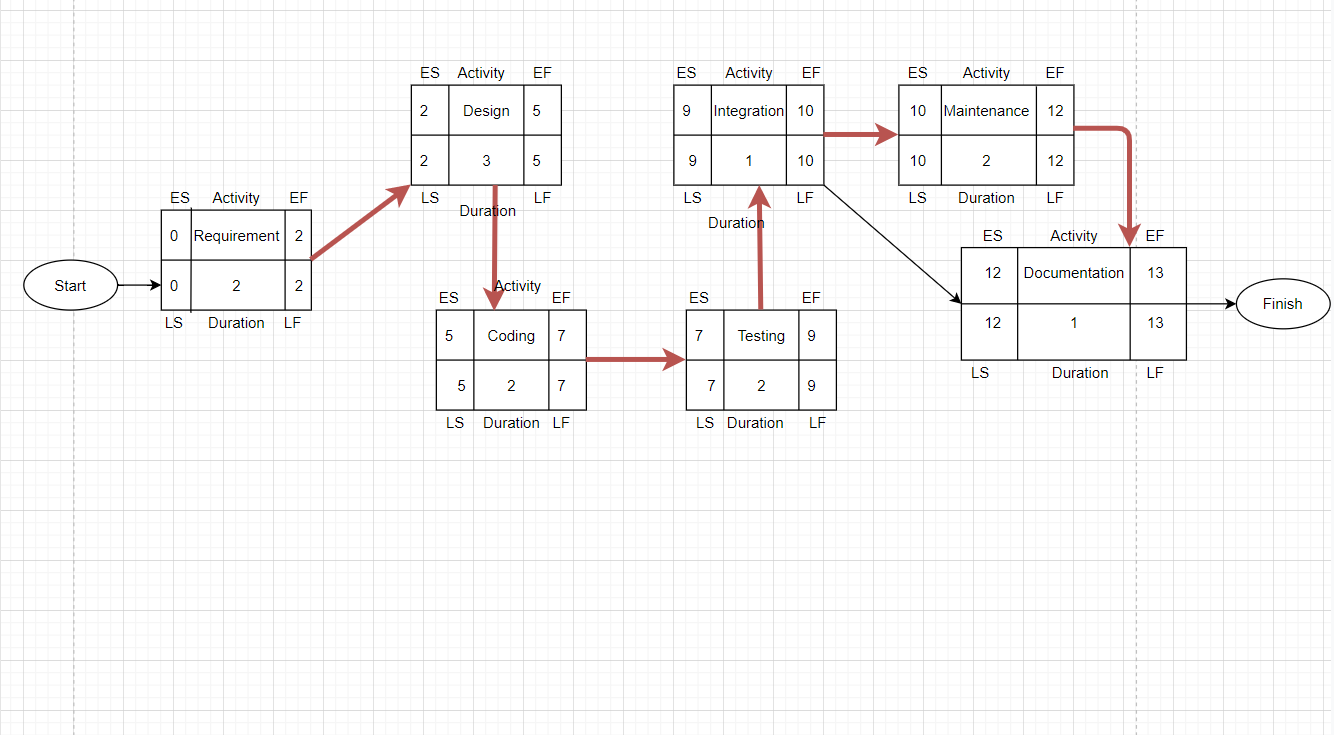 Start
ES Activity EF
0 Requirement 2
0 2 2
LS Duration LF
ES Activity EF
2 Design 5
2 3 5
LS Duration LF
ES Activity EF
5 Coding 7
5 2 7
LS Duration LF
ES EF
7 Testing 9
7 2 9
LS Duration LF
ES Activity EF
9 Integration 10
9 1 10
LS Duration LF
ES Activity EF
10 Maintenance 12
10 2 12
LS Duration LF
ES Activity EF
12 Documentation 13
12 1 13
LS Duration LF
Finish